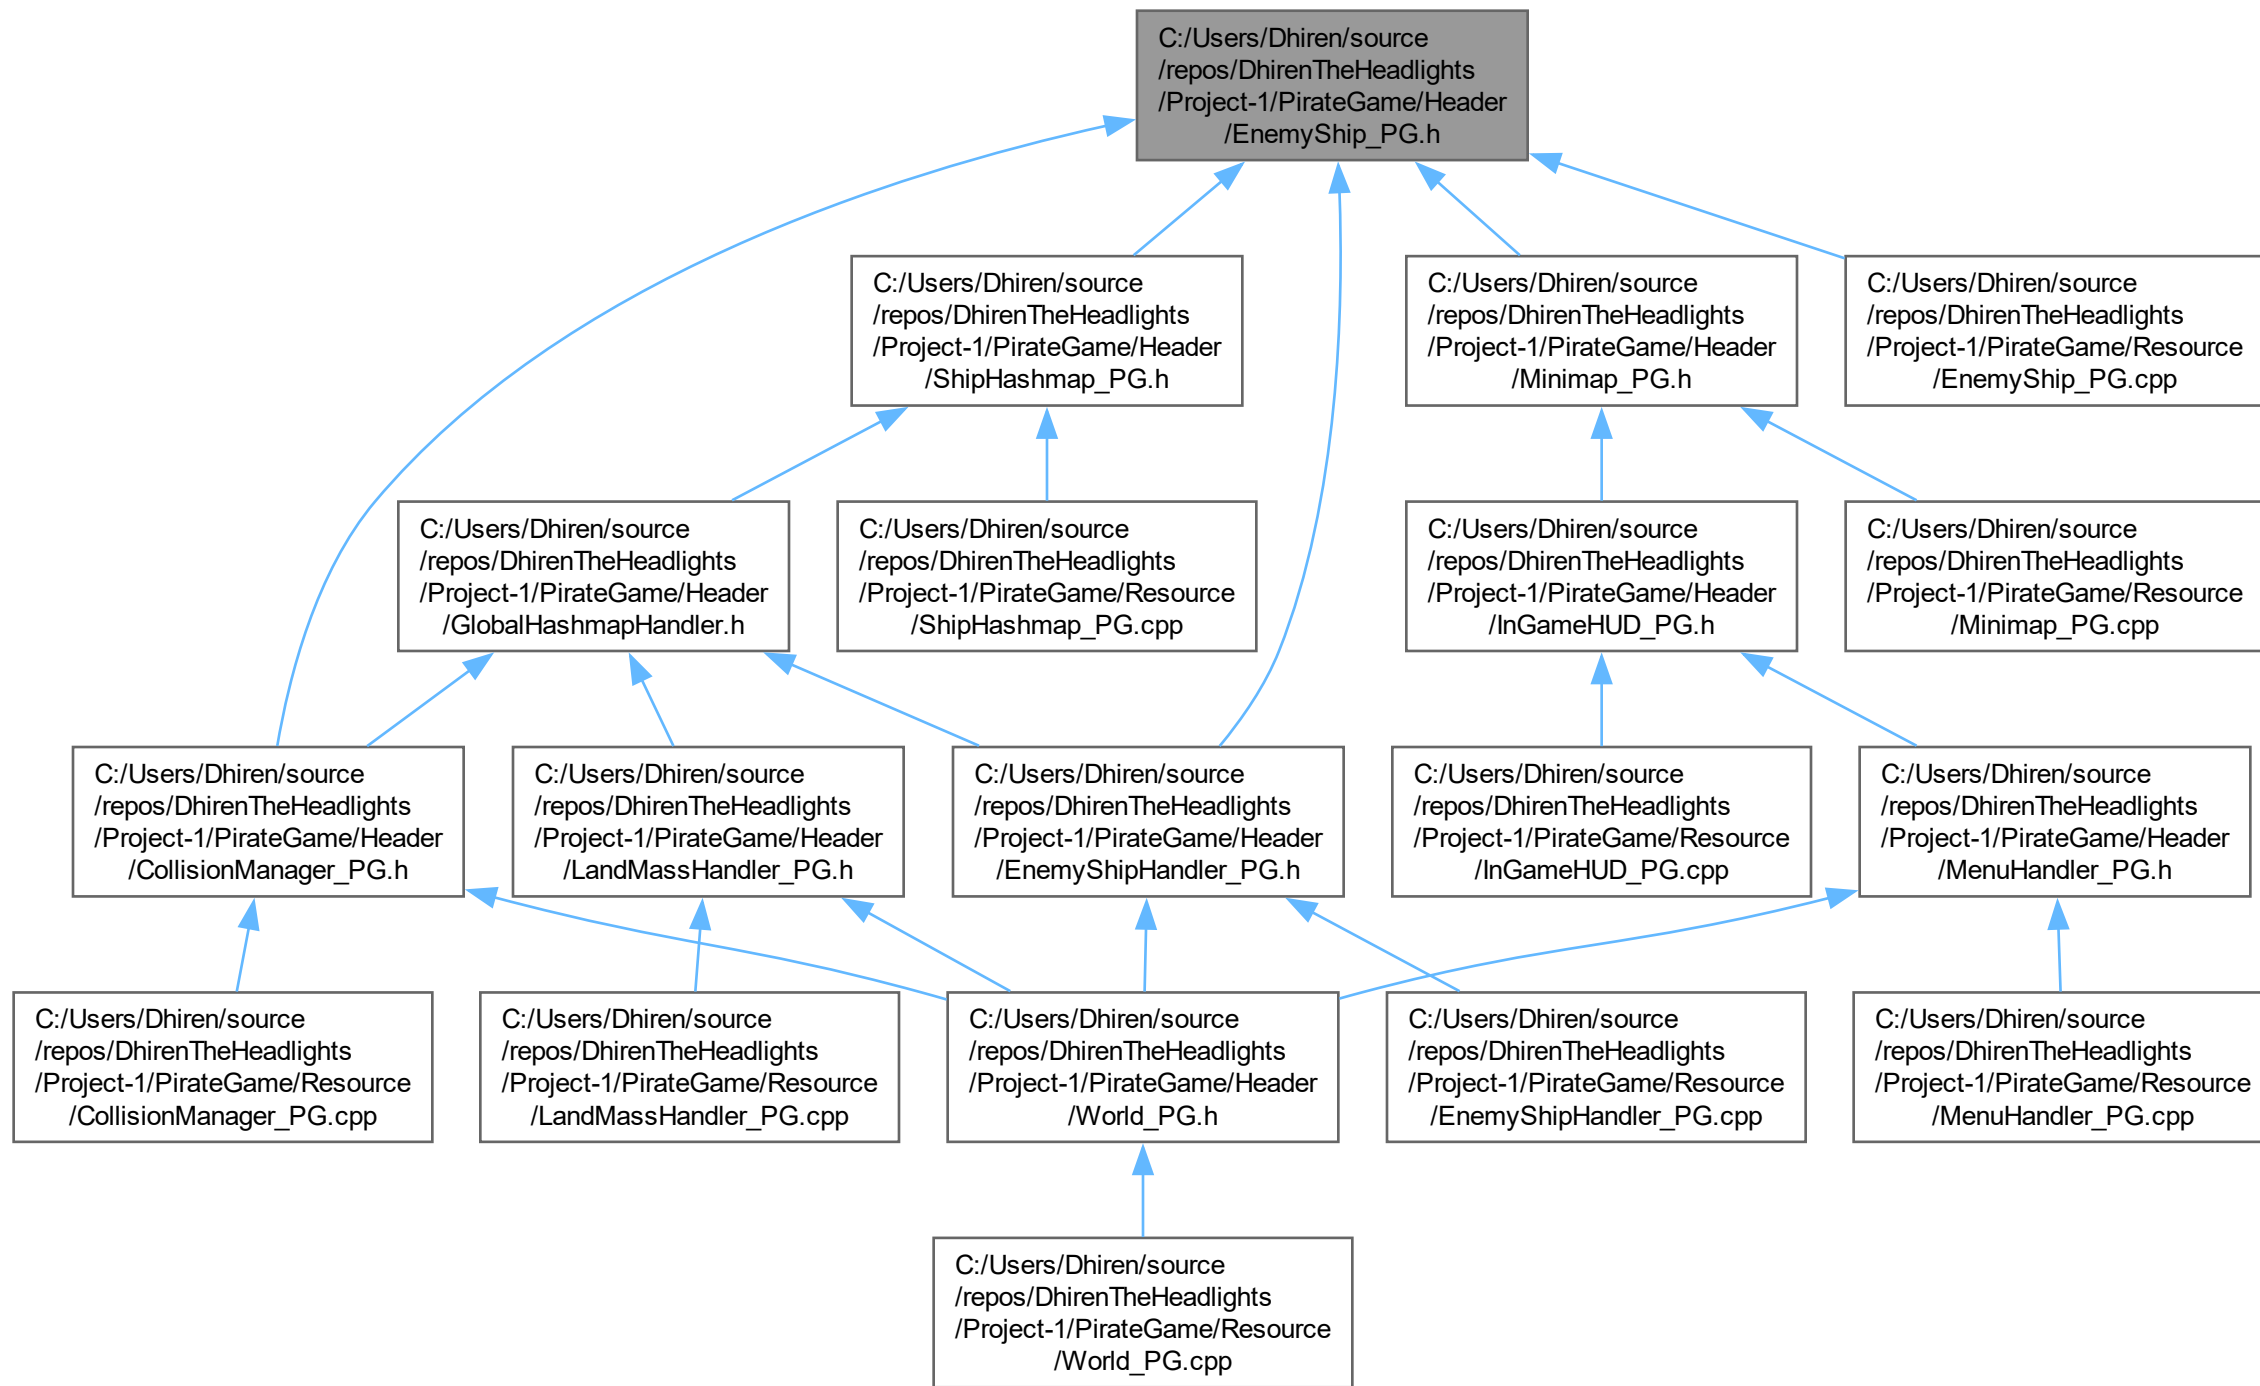 C:/Users/Dhiren/source
/repos/DhirenTheHeadlights
/Project-1/PirateGame/Header
/EnemyShip_PG.h
C:/Users/Dhiren/source
/repos/DhirenTheHeadlights
/Project-1/PirateGame/Header
/ShipHashmap_PG.h
C:/Users/Dhiren/source
/repos/DhirenTheHeadlights
/Project-1/PirateGame/Header
/Minimap_PG.h
C:/Users/Dhiren/source
/repos/DhirenTheHeadlights
/Project-1/PirateGame/Resource
/EnemyShip_PG.cpp
C:/Users/Dhiren/source
/repos/DhirenTheHeadlights
/Project-1/PirateGame/Header
/GlobalHashmapHandler.h
C:/Users/Dhiren/source
/repos/DhirenTheHeadlights
/Project-1/PirateGame/Resource
/ShipHashmap_PG.cpp
C:/Users/Dhiren/source
/repos/DhirenTheHeadlights
/Project-1/PirateGame/Header
/InGameHUD_PG.h
C:/Users/Dhiren/source
/repos/DhirenTheHeadlights
/Project-1/PirateGame/Resource
/Minimap_PG.cpp
C:/Users/Dhiren/source
/repos/DhirenTheHeadlights
/Project-1/PirateGame/Header
/CollisionManager_PG.h
C:/Users/Dhiren/source
/repos/DhirenTheHeadlights
/Project-1/PirateGame/Header
/LandMassHandler_PG.h
C:/Users/Dhiren/source
/repos/DhirenTheHeadlights
/Project-1/PirateGame/Header
/EnemyShipHandler_PG.h
C:/Users/Dhiren/source
/repos/DhirenTheHeadlights
/Project-1/PirateGame/Resource
/InGameHUD_PG.cpp
C:/Users/Dhiren/source
/repos/DhirenTheHeadlights
/Project-1/PirateGame/Header
/MenuHandler_PG.h
C:/Users/Dhiren/source
/repos/DhirenTheHeadlights
/Project-1/PirateGame/Resource
/CollisionManager_PG.cpp
C:/Users/Dhiren/source
/repos/DhirenTheHeadlights
/Project-1/PirateGame/Resource
/LandMassHandler_PG.cpp
C:/Users/Dhiren/source
/repos/DhirenTheHeadlights
/Project-1/PirateGame/Header
/World_PG.h
C:/Users/Dhiren/source
/repos/DhirenTheHeadlights
/Project-1/PirateGame/Resource
/EnemyShipHandler_PG.cpp
C:/Users/Dhiren/source
/repos/DhirenTheHeadlights
/Project-1/PirateGame/Resource
/MenuHandler_PG.cpp
C:/Users/Dhiren/source
/repos/DhirenTheHeadlights
/Project-1/PirateGame/Resource
/World_PG.cpp